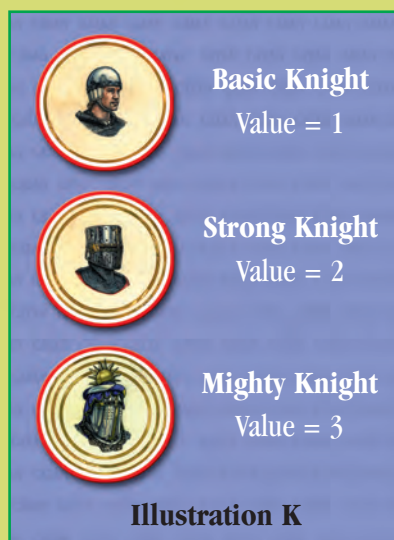 Basic Knight
Value = 1
Strong Knight
Value = 2
Mighty Knight
Value = 3
Illustration K